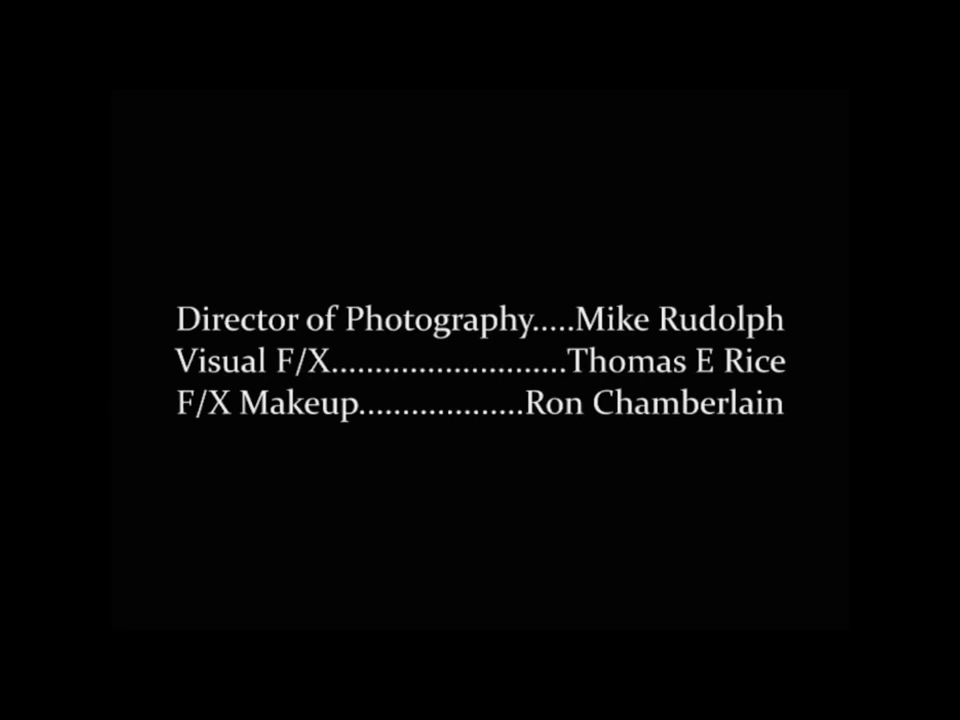 Director of Photography.....Mike Rudolph
Visual F/X...........................Thomas E Rice
F/X Makeup...................Ron Chamberlain